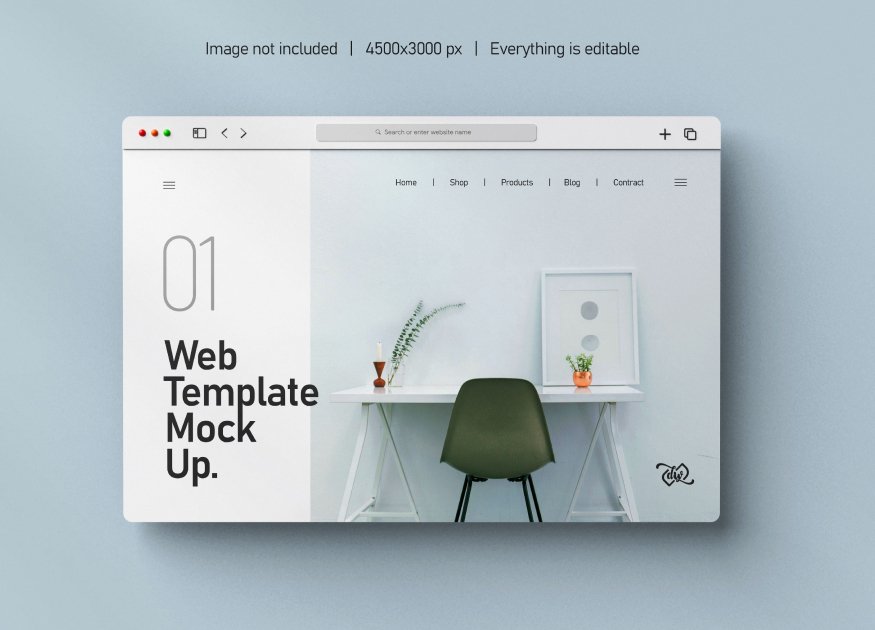 Image not included | 4500x3000 px | Everything is editable
Search or enter website name
Home | Shop | Products | Blog | Contract
01
Web
Template
Mock
Up.